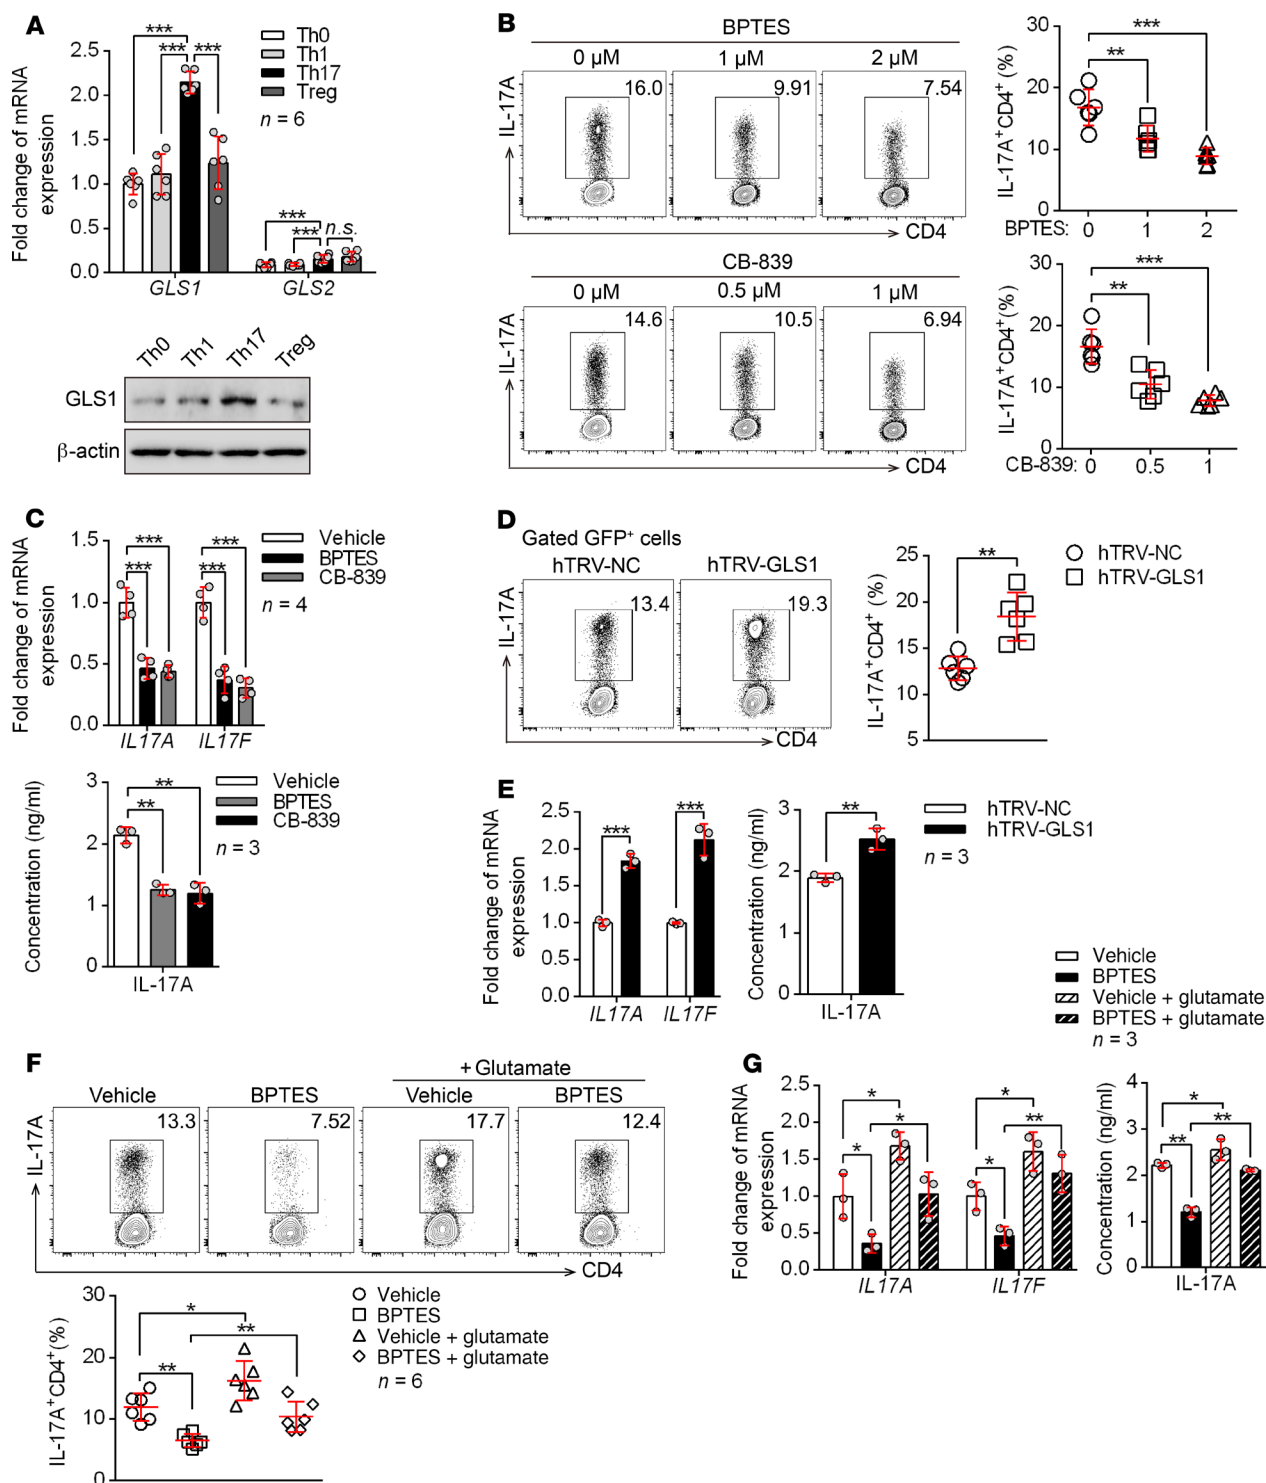 A
Fold change of mRNA
expression
2.5
2.0
1.5
1.0
0.5
0.0
***
*** ***
Th0
Th1
Th17
Treg
n = 6
***
*** n.s.
GLS1 GLS2
Th0 Th1 Th17 Treg
GLS1
β-actin
B
BPTES
0 μM 1 μM 2 μM
16.0 9.91 7.54
IL-17A
CD4
IL-17A+CD4+(%)
30
20
10
0
***
**
BPTES: 0 1 2
CB-839
0 μM 0.5 μM 1 μM
14.6 10.5 6.94
IL-17A
CD4
IL-17A+CD4+(%)
30
20
10
0
***
**
CB-839: 0 0.5 1
C
Fold change of mRNA
expression
1.5
1.0
0.5
0.0
*** ***
*** ***
Vehicle
BPTES
CB-839
n = 4
IL17A IL17F
Concentration (ng/ml)
3
2
1
0
**
**
Vehicle
BPTES
CB-839
n = 3
IL-17A
D
Gated GFP+ cells
hTRV-NC hTRV-GLS1
13.4 19.3
IL-17A
CD4
IL-17A+CD4+ (%)
25
20
15
10
5
**
hTRV-NC
hTRV-GLS1
E
Fold change of mRNA
expression
2.5
2.0
1.5
1.0
0.5
0.0
*** ***
IL17A IL17F
Concentration (ng/ml)
3
2
1
0
**
IL-17A
hTRV-NC
hTRV-GLS1
n = 3
F
+ Glutamate
Vehicle BPTES Vehicle BPTES
13.3 7.52 17.7 12.4
IL-17A
CD4
IL-17A+CD4+(%)
30
20
10
0
*
**
**
Vehicle
BPTES
Vehicle + glutamate
BPTES + glutamate
n = 6
Vehicle
BPTES
Vehicle + glutamate
BPTES + glutamate
n = 3
G
Fold change of mRNA
expression
2.5
2.0
1.5
1.0
0.5
0.0
* *
* **
* *
IL17A IL17F
Concentration (ng/ml)
4
3
2
1
0
*
**
**
IL-17A